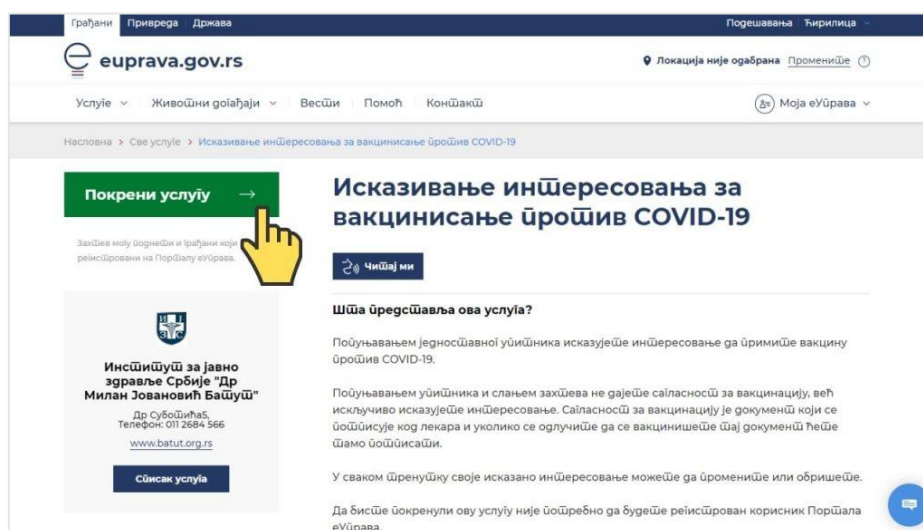 Грађани Привреда Држава Подешавања Ћирилица
euprava.gov.rs
Локација није одабрана Промените
Услуге Животни догађаји Вести Помоћ Контакт Моја еУправа
Насловна > Све услуге > Исказивање интересовања за вакцинисање против COVID-19
Покрени услугу →
Захтев могу поднети и грађани који
регистровани на Порталу еУправа.
Институт за јавно
здравље Србије "Др
Милан Јовановић Батут"
Др Суботића5,
Телефон: 011 2684 566
www.batut.org.rs
Списак услуга
Исказивање интересовања за
вакцинисање против COVID-19
Читај ми
Шта представља ова услуга?
Попуњавањем једноставног упитника исказујете интересовање да примите вакцину
против COVID-19.
Попуњавањем упитника и слањем захтева не дајете сагласност за вакцинацију, већ
искључиво исказујете интересовање. Сагласност за вакцинацију је документ који се
потписује код лекара и уколико се одлучите да се вакцинишете тај документ ћете
тамо потписати.
У сваком тренутку своје исказано интересовање можете да промените или обришете.
Да бисте покренули ову услугу није потребно да будете регистрован корисник Портала
еУправа.